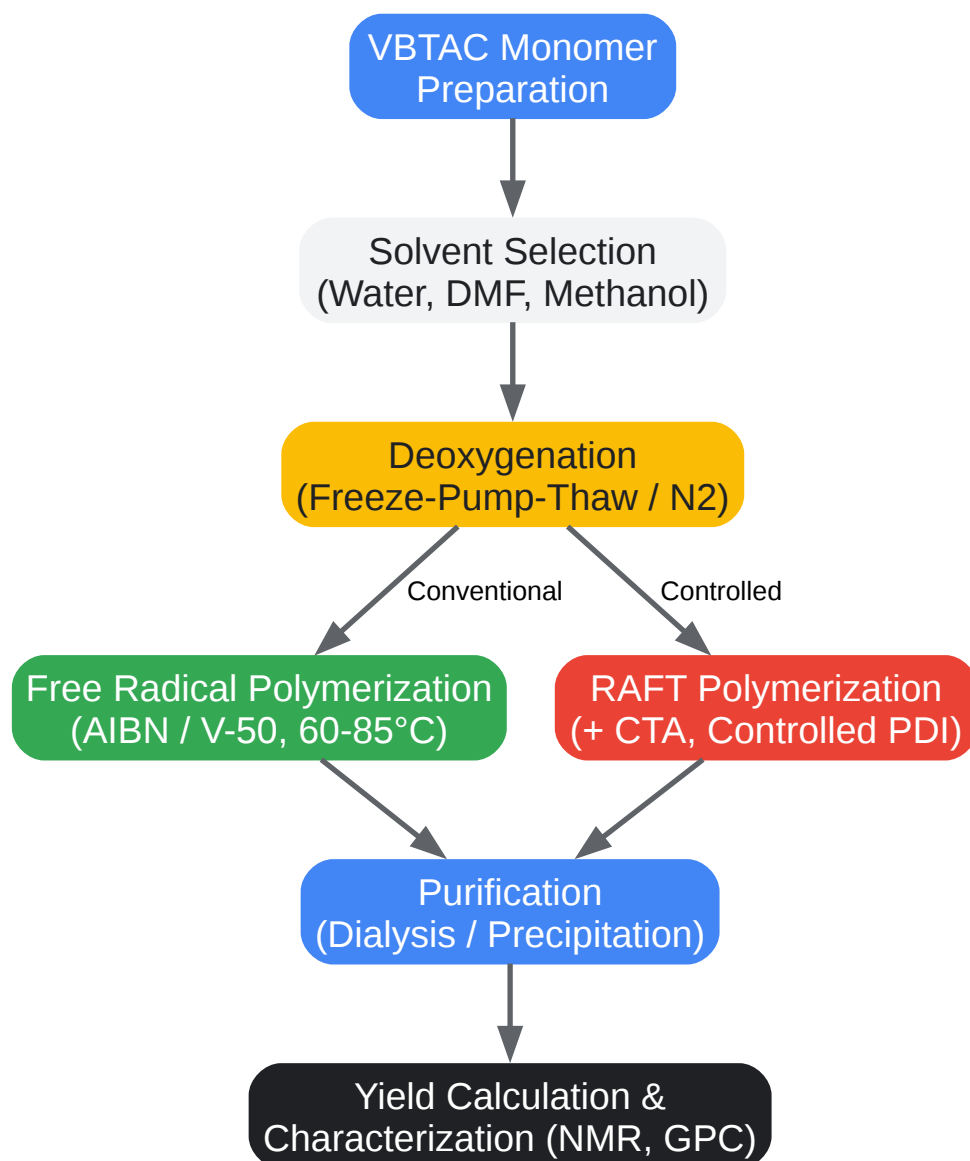 VBTAC Monomer
Preparation
Solvent Selection
(Water, DMF, Methanol)
Deoxygenation
(Freeze-Pump-Thaw / N2)
Conventional
Controlled
Free Radical Polymerization
(AIBN / V-50, 60-85°C)
RAFT Polymerization
(+ CTA, Controlled PDI)
Purification
(Dialysis / Precipitation)
Yield Calculation &
Characterization (NMR, GPC)